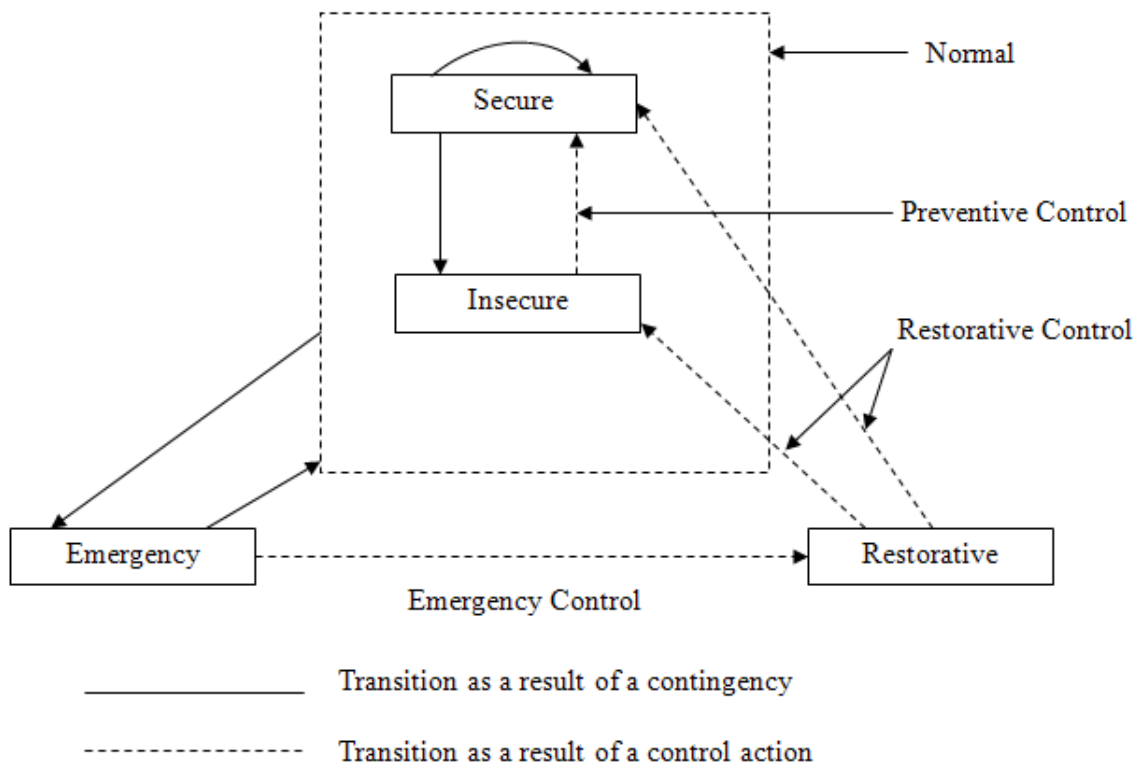 Normal
Secure
Preventive Control
Insecure
Restorative Control
Emergency
Restorative
Emergency Control
Transition as a result of a contingency
Transition as a result of a control action